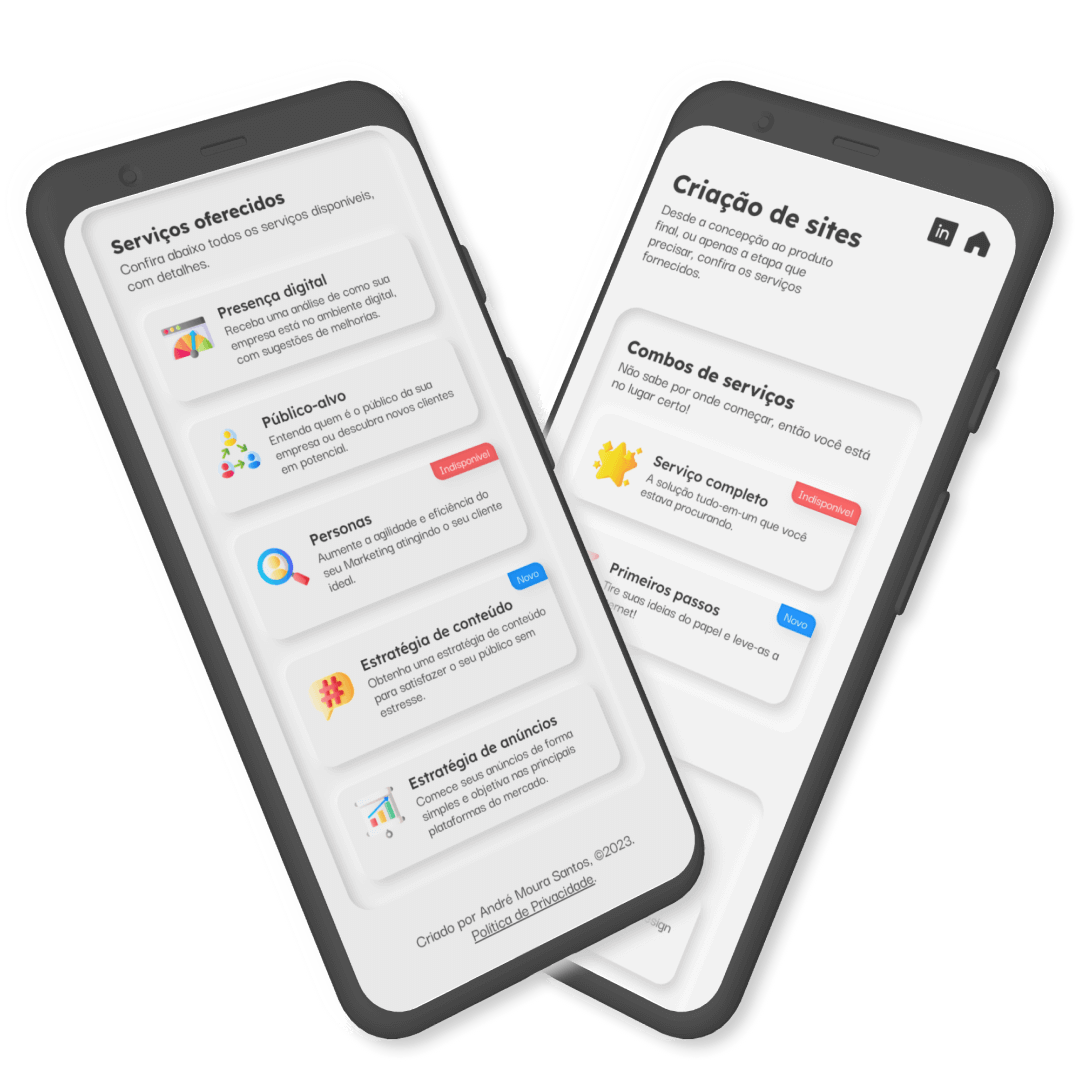 Serviços oferecidos
Confira abaixo todos os serviços disponíveis,
com detalhes.
Presença digital
Receba uma análise de como sua
empresa está no ambiente digital,
com sugestões de melhorias.
Público-alvo
Entenda quem é o público da sua
empresa ou descubra novos clientes
em potencial.
Indisponível
Personas
Aumente a agilidade e eficiência do
seu Marketing atingindo o seu cliente
ideal.
Novo
Estratégia de conteúdo
Obtenha uma estratégia de conteúdo
para satisfazer o seu público sem
estresse.
Estratégia de anúncios
Comece seus anúncios de forma
simples e objetiva nas principais
plataformas do mercado.
Criado por André Moura Santos, ©2023.
Política de Privacidade.
Criação de sites
in
Desde a concepção ao produto
final, ou apenas a etapa que
precisar, confira os serviços
fornecidos.
Combos de serviços
Não sabe por onde começar, então você está
no lugar certo!
Indisponível
Serviço completo
A solução tudo-em-um que você
estava procurando.
Novo
Primeiros passos
Tire suas ideias do papel e leve-as a